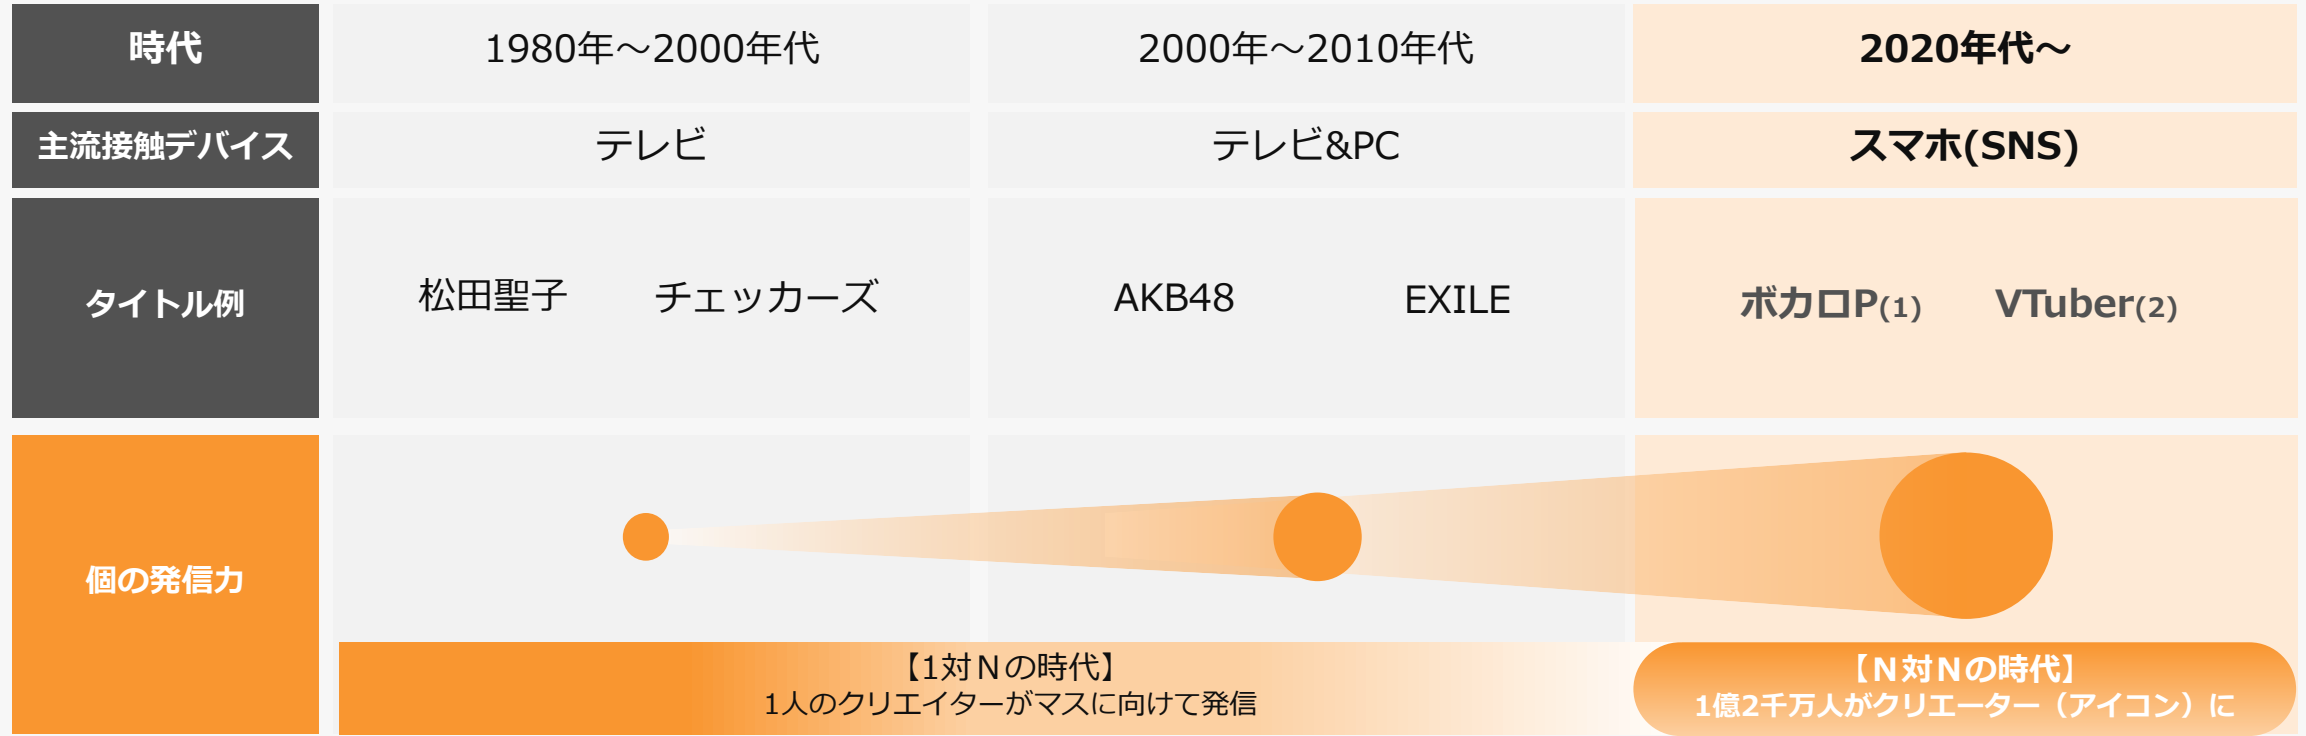 時代
1980年～2000年代
2000年～2010年代
2020年代～
主流接触デバイス
テレビ
テレビ&PC
スマホ(SNS)
タイトル例
松田聖子
チェッカーズ
AKB48
EXILE
ボカロP(1)
VTuber(2)
個の発信力
【1対Ｎの時代】
1人のクリエイターがマスに向けて発信
【Ｎ対Ｎの時代】
1億2千万人がクリエーター（アイコン）に